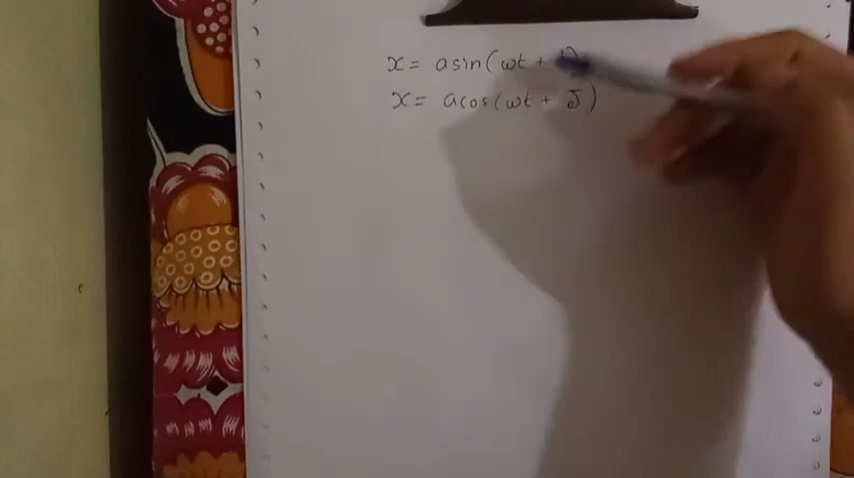 x = asin(ωt +
x = acos(ωt + δ)